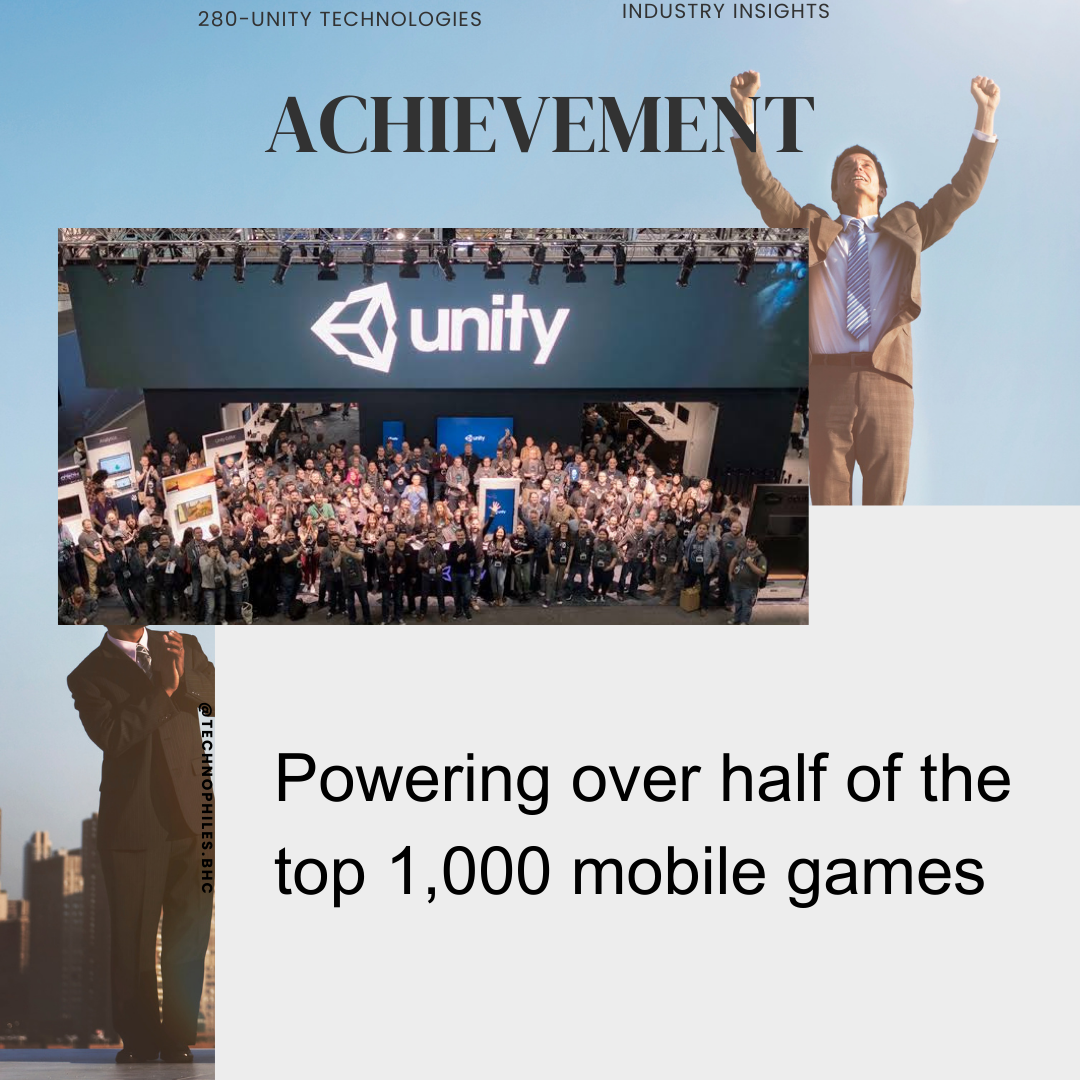 280-UNITY TECHNOLOGIES
INDUSTRY INSIGHTS
ACHIEVEMENT
unity
unity
@TECHNOPHILES.BHC
Powering over half of the
top 1,000 mobile games